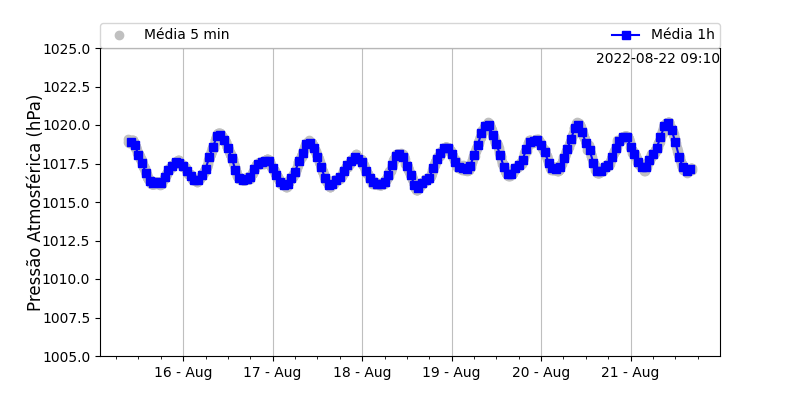 Média 5 min
Média 1h
2022-08-22 09:10
Pressão Atmosférica (hPa)
1025.0
1022.5
1020.0
1017.5
1015.0
1012.5
1010.0
1007.5
1005.0
16 - Aug
17 - Aug
18 - Aug
19 - Aug
20 - Aug
21 - Aug